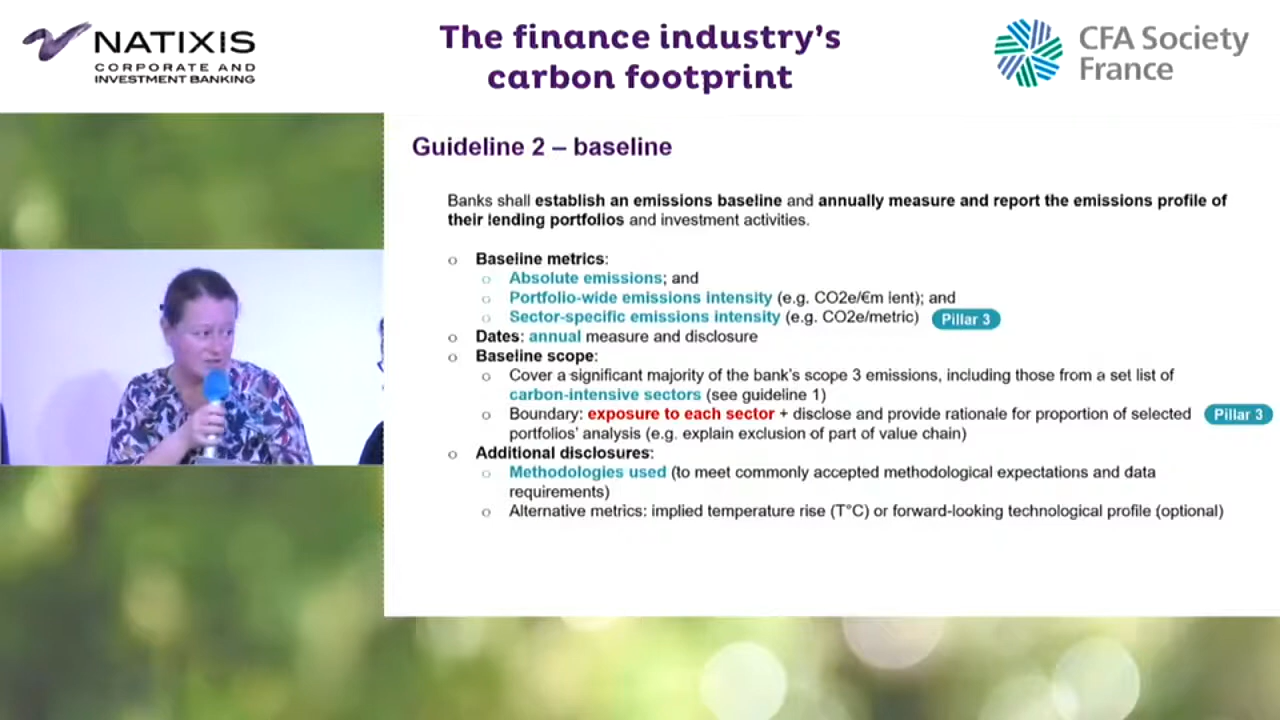 NATIXIS
CORPORATE AND
INVESTMENT BANKING
The finance industry's
carbon footprint
CFA Society
France
Guideline 2 – baseline
Banks shall establish an emissions baseline and annually measure and report the emissions profile of
their lending portfolios and investment activities.
o Baseline metrics:
o Absolute emissions; and
o Portfolio-wide emissions intensity (e.g. CO2e/€m lent); and
o Sector-specific emissions intensity (e.g. CO2e/metric) Pillar 3
o Dates: annual measure and disclosure
o Baseline scope:
o Cover a significant majority of the bank's scope 3 emissions, including those from a set list of
carbon-intensive sectors (see guideline 1)
o Boundary: exposure to each sector + disclose and provide rationale for proportion of selected Pillar 3
portfolios' analysis (e.g. explain exclusion of part of value chain)
o Additional disclosures:
o Methodologies used (to meet commonly accepted methodological expectations and data
requirements)
o Alternative metrics: implied temperature rise (T°C) or forward-looking technological profile (optional)